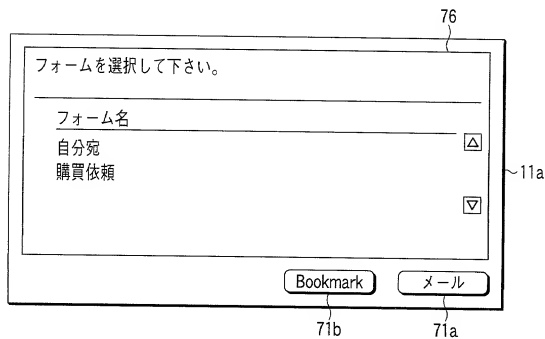 76
フォームを選択して下さい。
フォーム名
自分宛
購買依頼
11a
Bookmark
メール
71b
71a